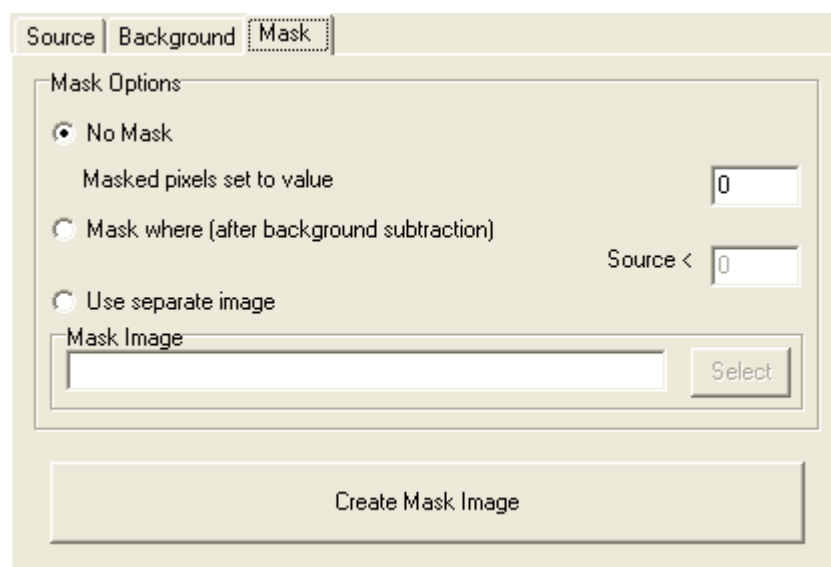 Source Background Mask
Mask Options
No Mask
Masked pixels set to value 0
Mask where (after background subtraction)
Source < 0
Use separate image
Mask Image
Select
Create Mask Image